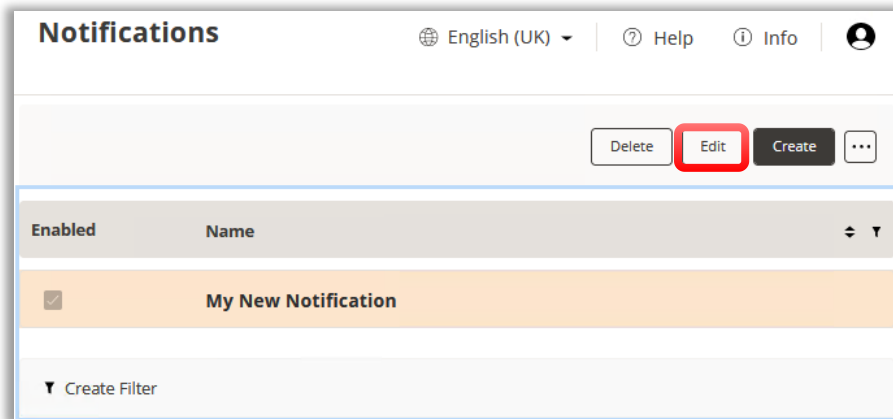 Notifications English (UK) Help Info
Delete Edit Create ...
Enabled Name
My New Notification
Create Filter